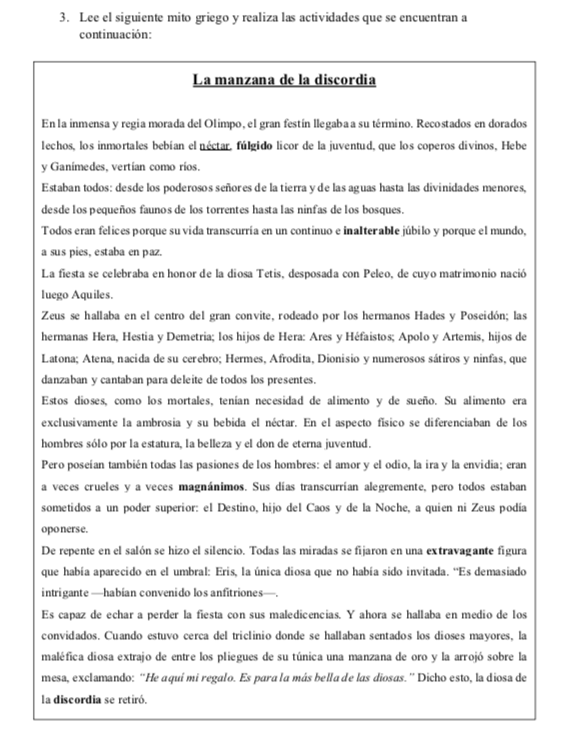 3. Lee el siguiente mito griego y realiza las actividades que se encuentran a
continuación:
La manzana de la discordia
En la inmensa y regia morada del Olimpo, el gran festín llegaba a su término. Recostados en dorados
lechos, los inmortales bebían el néctar, fúlgido licor de la juventud, que los coperos divinos, Hebe
y Ganímedes, vertían como ríos.
Estaban todos: desde los poderosos señores de la tierra y de las aguas hasta las divinidades menores,
desde los pequeños faunos de los torrentes hasta las ninfas de los bosques.
Todos eran felices porque su vida transcurría en un continuo e inalterable júbilo y porque el mundo,
a sus pies, estaba en paz.
La fiesta se celebraba en honor de la diosa Tetis, desposada con Peleo, de cuyo matrimonio nació
luego Aquiles.
Zeus se hallaba en el centro del gran convite, rodeado por los hermanos Hades y Poseidón; las
hermanas Hera, Hestia y Demetria; los hijos de Hera: Ares y Héfaistos; Apolo y Artemis, hijos de
Latona; Atena, nacida de su cerebro; Hermes, Afrodita, Dionisio y numerosos sátiros y ninfas, que
danzaban y cantaban para deleite de todos los presentes.
Estos dioses, como los mortales, tenían necesidad de alimento y de sueño. Su alimento era
exclusivamente la ambrosia y su bebida el néctar. En el aspecto físico se diferenciaban de los
hombres sólo por la estatura, la belleza y el don de eterna juventud.
Pero poseían también todas las pasiones de los hombres: el amor y el odio, la ira y la envidia; eran
a veces crueles y a veces magnánimos. Sus días transcurrían alegremente, pero todos estaban
sometidos a un poder superior: el Destino, hijo del Caos y de la Noche, a quien ni Zeus podía
oponerse.
De repente en el salón se hizo el silencio. Todas las miradas se fijaron en una extravagante figura
que había aparecido en el umbral: Eris, la única diosa que no había sido invitada. “Es demasiado
intrigante —habían convenido los anfitriones—.
Es capaz de echar a perder la fiesta con sus maledicencias. Y ahora se hallaba en medio de los
convidados. Cuando estuvo cerca del triclinio donde se hallaban sentados los dioses mayores, la
maléfica diosa extrajo de entre los pliegues de su túnica una manzana de oro y la arrojó sobre la
mesa, exclamando: “He aquí mi regalo. Es para la más bella de las diosas.” Dicho esto, la diosa de
la discordia se retiró.